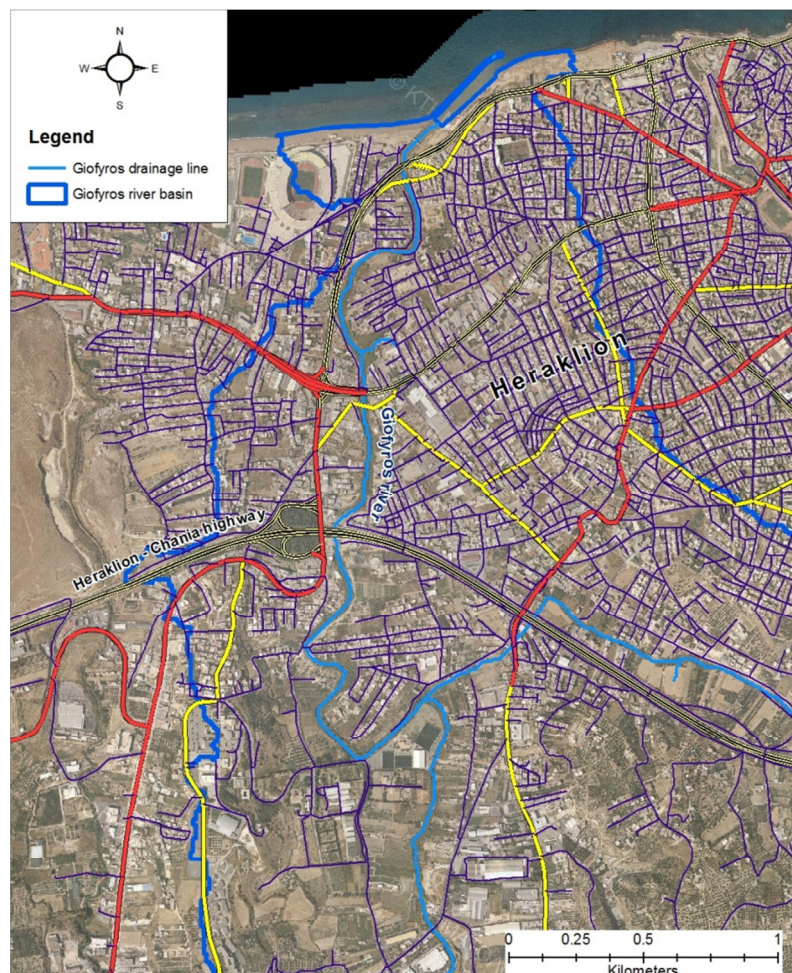 N
W E
S
Legend
Giofyros drainage line
Giofyros river basin
© KT
Heraklion
Giofyros river
Heraklion - Chania highway
0 0.25 0.5 1
Kilometers